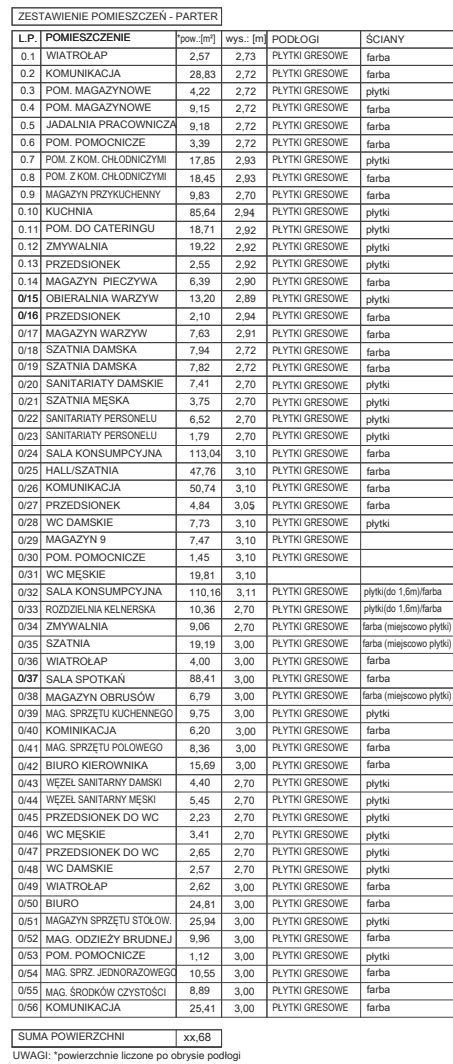 ZESTAWIENIE POMIESZCZEŃ - PARTER
L.P. POMIESZCZENIE *pow.:[m²] wys.: [m] PODŁOGI ŚCIANY
0.1 WIATROŁAP 2,57 2,73 PŁYTKI GRESOWE farba
0.2 KOMUNIKACJA 28,83 2,72 PŁYTKI GRESOWE farba
0.3 POM. MAGAZYNOWE 4,22 2,72 PŁYTKI GRESOWE płytki
0.4 POM. MAGAZYNOWE 9,15 2,72 PŁYTKI GRESOWE farba
0.5 JADALNIA PRACOWNICZA 9,18 2,72 PŁYTKI GRESOWE farba
0.6 POM. POMOCNICZE 3,39 2,72 PŁYTKI GRESOWE farba
0.7 POM. Z KOM. CHŁODNICZYMI 17,85 2,93 PŁYTKI GRESOWE płytki
0.8 POM. Z KOM. CHŁODNICZYMI 18,45 2,93 PŁYTKI GRESOWE farba
0.9 MAGAZYN PRZYKUCHENNY 9,83 2,70 PŁYTKI GRESOWE farba
0.10 KUCHNIA 85,64 2,94 PŁYTKI GRESOWE płytki
0.11 POM. DO CATERINGU 18,71 2,92 PŁYTKI GRESOWE płytki
0.12 ZMYWALNIA 19,22 2,92 PŁYTKI GRESOWE płytki
0.13 PRZEDSIONEK 2,55 2,92 PŁYTKI GRESOWE płytki
0.14 MAGAZYN PIECZYWA 6,39 2,90 PŁYTKI GRESOWE farba
0/15 OBIERALNIA WARZYW 13,20 2,89 PŁYTKI GRESOWE płytki
0/16 PRZEDSIONEK 2,10 2,94 PŁYTKI GRESOWE farba
0/17 MAGAZYN WARZYW 7,63 2,91 PŁYTKI GRESOWE farba
0/18 SZATNIA DAMSKA 7,94 2,72 PŁYTKI GRESOWE farba
0/19 SZATNIA DAMSKA 7,82 2,72 PŁYTKI GRESOWE farba
0/20 SANITARIATY DAMSKIE 7,41 2,70 PŁYTKI GRESOWE płytki
0/21 SZATNIA MĘSKA 3,75 2,70 PŁYTKI GRESOWE farba
0/22 SANITARIATY PERSONELU 6,52 2,70 PŁYTKI GRESOWE płytki
0/23 SANITARIATY PERSONELU 1,79 2,70 PŁYTKI GRESOWE płytki
0/24 SALA KONSUMPCYJNA 113,04 3,10 PŁYTKI GRESOWE farba
0/25 HALL/SZATNIA 47,76 3,10 PŁYTKI GRESOWE farba
0/26 KOMUNIKACJA 50,74 3,10 PŁYTKI GRESOWE farba
0/27 PRZEDSIONEK 4,84 3,05 PŁYTKI GRESOWE farba
0/28 WC DAMSKIE 7,73 3,10 PŁYTKI GRESOWE płytki
0/29 MAGAZYN 9 7,47 3,10 PŁYTKI GRESOWE
0/30 POM. POMOCNICZE 1,45 3,10 PŁYTKI GRESOWE
0/31 WC MĘSKIE 19,81 3,10
0/32 SALA KONSUMPCYJNA 110,16 3,11 PŁYTKI GRESOWE płytki(do 1,6m)/farba
0/33 ROZDZIELNIA KELNERSKA 10,36 2,70 PŁYTKI GRESOWE płytki(do 1,6m)/farba
0/34 ZMYWALNIA 9,06 2,70 PŁYTKI GRESOWE farba (miejscowo płytki)
0/35 SZATNIA 19,19 3,00 PŁYTKI GRESOWE farba (miejscowo płytki)
0/36 WIATROŁAP 4,00 3,00 PŁYTKI GRESOWE farba
0/37 SALA SPOTKAŃ 88,41 3,00 PŁYTKI GRESOWE farba
0/38 MAGAZYN OBRUSÓW 6,79 3,00 PŁYTKI GRESOWE farba (miejscowo płytki)
0/39 MAG. SPRZĘTU KUCHENNEGO 9,75 3,00 PŁYTKI GRESOWE płytki
0/40 KOMINIKACJA 6,20 3,00 PŁYTKI GRESOWE farba
0/41 MAG. SPRZĘTU POLOWEGO 8,36 3,00 PŁYTKI GRESOWE farba
0/42 BIURO KIEROWNIKA 15,69 3,00 PŁYTKI GRESOWE farba
0/43 WĘZEŁ SANITARNY DAMSKI 4,40 2,70 PŁYTKI GRESOWE płytki
0/44 WĘZEŁ SANITARNY MĘSKI 5,45 2,70 PŁYTKI GRESOWE płytki
0/45 PRZEDSIONEK DO WC 2,23 2,70 PŁYTKI GRESOWE płytki
0/46 WC MĘSKIE 3,41 2,70 PŁYTKI GRESOWE płytki
0/47 PRZEDSIONEK DO WC 2,65 2,70 PŁYTKI GRESOWE płytki
0/48 WC DAMSKIE 2,57 2,70 PŁYTKI GRESOWE płytki
0/49 WIATROŁAP 2,62 3,00 PŁYTKI GRESOWE farba
0/50 BIURO 24,81 3,00 PŁYTKI GRESOWE farba
0/51 MAGAZYN SPRZĘTU STOŁOW. 25,94 3,00 PŁYTKI GRESOWE płytki
0/52 MAG. ODZIEŻY BRUDNEJ 9,96 3,00 PŁYTKI GRESOWE farba
0/53 POM. POMOCNICZE 1,12 3,00 PŁYTKI GRESOWE płytki
0/54 MAG. SPRZ. JEDNORAZOWEGO 10,55 3,00 PŁYTKI GRESOWE farba
0/55 MAG. ŚRODKÓW CZYSTOŚCI 8,89 3,00 PŁYTKI GRESOWE farba
0/56 KOMUNIKACJA 25,41 3,00 PŁYTKI GRESOWE farba
SUMA POWIERZCHNI xx,68
UWAGI: *powierzchnie liczone po obrysie podłogi